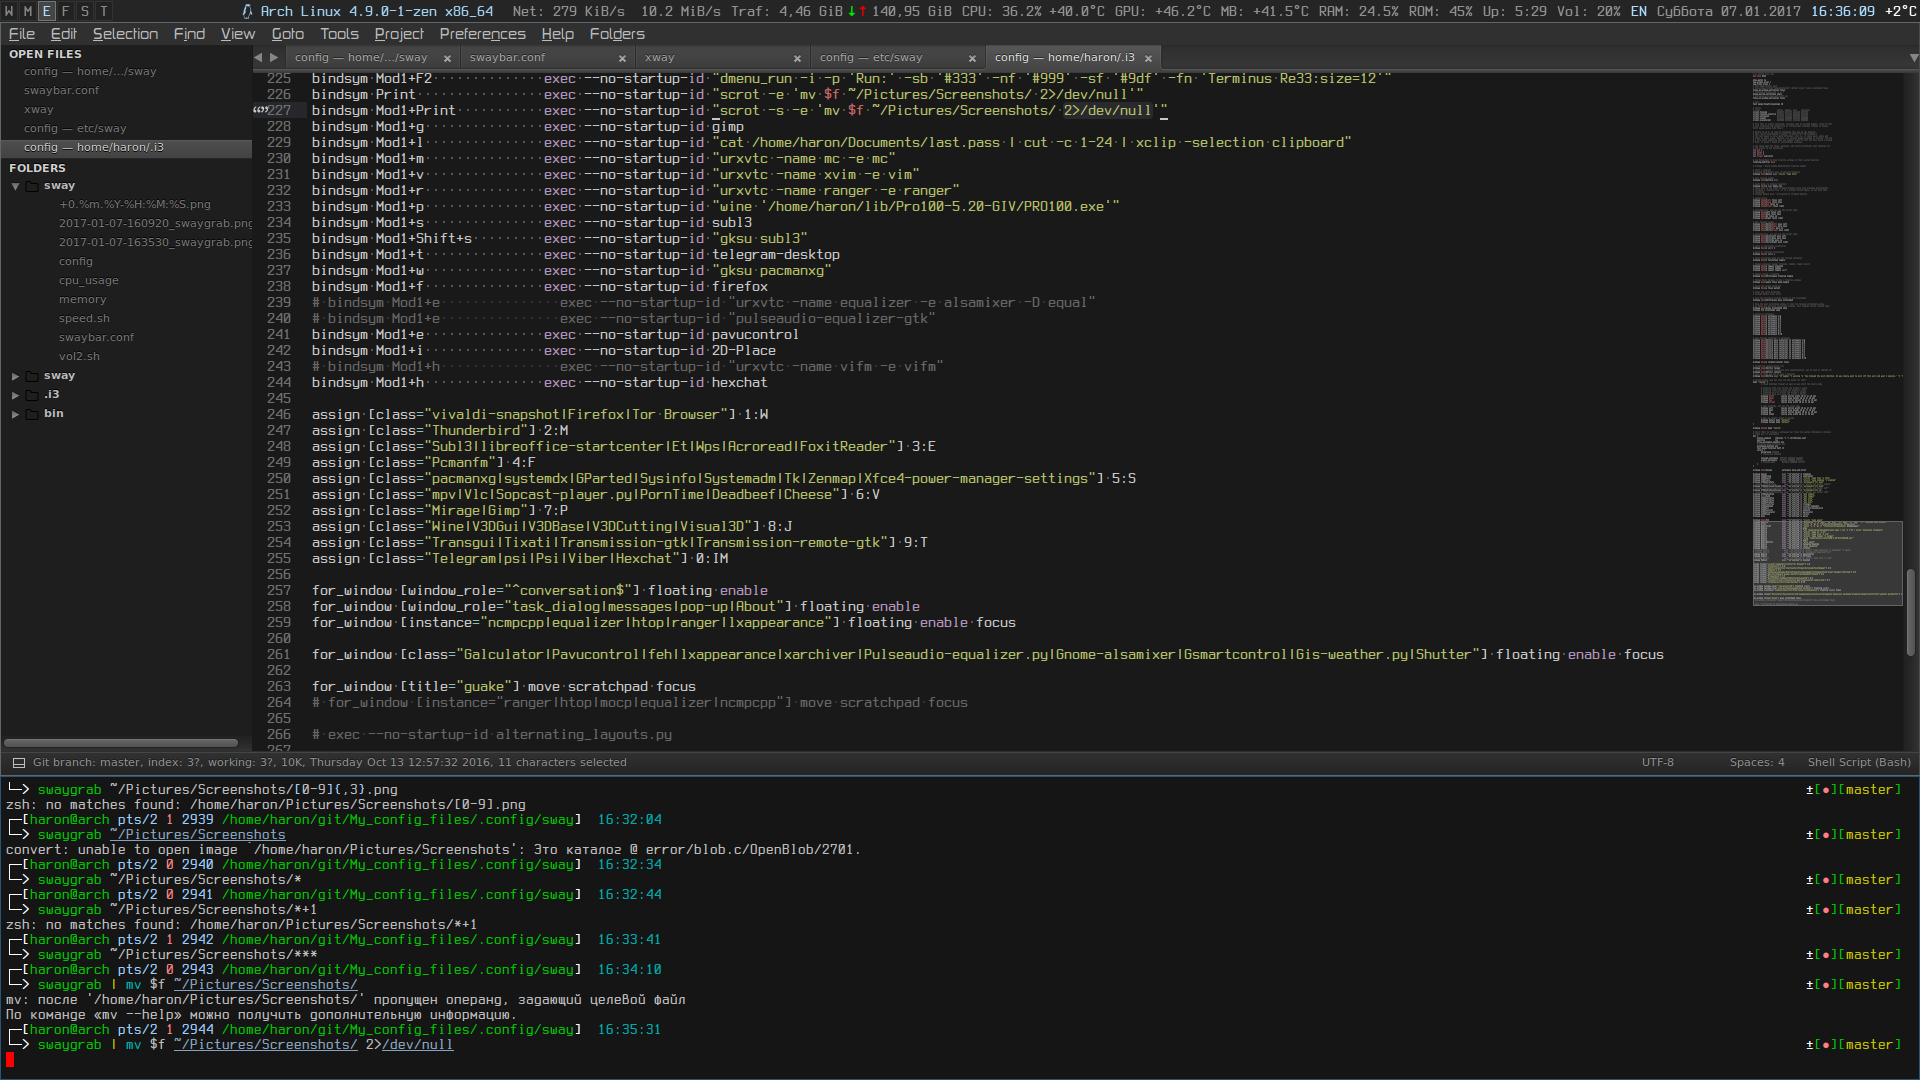 W M E F S T Arch Linux 4.9.0-1-zen x86_64 Net: 279 KiB/s 10.2 MiB/s Traf: 4,46 GiB↓↑ 140,95 GiB CPU: 36.2% +40.0°C GPU: +46.2°C MB: +41.5°C RAM: 24.5% ROM: 45% Up: 5:29 Vol: 20% EN Суббота 07.01.2017 16:36:09 +2°C
File Edit Selection Find View Goto Tools Project Preferences Help Folders
OPEN FILES
config — home/.../sway
swaybar.conf
xway
config — etc/sway
config — home/haron/.i3
FOLDERS
sway
+0.%m.%Y-%H:%M:%S.png
2017-01-07-160920_swaygrab.png
2017-01-07-163530_swaygrab.png
config
cpu_usage
memory
speed.sh
swaybar.conf
vol2.sh
sway
.i3
bin
config — home/.../sway × swaybar.conf × xway × config — etc/sway × config — home/haron/.i3 ×
225 bindsym Mod1+F2 exec --no-startup-id "dmenu_run -i -p 'Run:' -sb '#333' -nf '#999' -sf '#9df' -fn 'Terminus Re33:size=12'"
226 bindsym Print exec --no-startup-id "scrot -e 'mv $f ~/Pictures/Screenshots/ 2>/dev/null'"
227 bindsym Mod1+Print exec --no-startup-id "scrot -s -e 'mv $f ~/Pictures/Screenshots/ 2>/dev/null'"
228 bindsym Mod1+g exec --no-startup-id gimp
229 bindsym Mod1+l exec --no-startup-id "cat /home/haron/Documents/last.pass | cut -c 1-24 | xclip -selection clipboard"
230 bindsym Mod1+m exec --no-startup-id "urxvtc -name mc -e mc"
231 bindsym Mod1+v exec --no-startup-id "urxvtc -name xvim -e vim"
232 bindsym Mod1+r exec --no-startup-id "urxvtc -name ranger -e ranger"
233 bindsym Mod1+p exec --no-startup-id "wine '/home/haron/lib/Pro100-5.20-GIV/PRO100.exe'"
234 bindsym Mod1+s exec --no-startup-id subl3
235 bindsym Mod1+Shift+s exec --no-startup-id "gksu subl3"
236 bindsym Mod1+t exec --no-startup-id telegram-desktop
237 bindsym Mod1+w exec --no-startup-id "gksu pacmanxg"
238 bindsym Mod1+f exec --no-startup-id firefox
239 # bindsym Mod1+e exec --no-startup-id "urxvtc -name equalizer -e alsamixer -D equal"
240 # bindsym Mod1+e exec --no-startup-id "pulseaudio-equalizer-gtk"
241 bindsym Mod1+e exec --no-startup-id pavucontrol
242 bindsym Mod1+i exec --no-startup-id 2D-Place
243 # bindsym Mod1+h exec --no-startup-id "urxvtc -name vifm -e vifm"
244 bindsym Mod1+h exec --no-startup-id hexchat
245
246 assign [class="vivaldi-snapshot|Firefox|Tor Browser"] 1:W
247 assign [class="Thunderbird"] 2:M
248 assign [class="Subl3|libreoffice-startcenter|Et|Wps|Acroread|FoxitReader"] 3:E
249 assign [class="Pcmanfm"] 4:F
250 assign [class="pacmanxg|systemdx|GParted|Sysinfo|Systemadm|Tk|Zenmap|Xfce4-power-manager-settings"] 5:S
251 assign [class="mpv|Vlc|Sopcast-player.py|PornTime|Deadbeef|Cheese"] 6:V
252 assign [class="Mirage|Gimp"] 7:P
253 assign [class="Wine|V3DGui|V3DBase|V3DCutting|Visual3D"] 8:J
254 assign [class="Transgui|Tixati|Transmission-gtk|Transmission-remote-gtk"] 9:T
255 assign [class="Telegram|psi|Psi|Viber|Hexchat"] 0:IM
256
257 for_window [window_role="^conversation$"] floating enable
258 for_window [window_role="task_dialog|messages|pop-up|About"] floating enable
259 for_window [instance="ncmpcpp|equalizer|htop|ranger|lxappearance"] floating enable focus
260
261 for_window [class="Galculator|Pavucontrol|feh|lxappearance|xarchiver|Pulseaudio-equalizer.py|Gnome-alsamixer|Gsmartcontrol|Gis-weather.py|Shutter"] floating enable focus
262
263 for_window [title="guake"] move scratchpad focus
264 # for_window [instance="ranger|htop|mocp|equalizer|ncmpcpp"] move scratchpad focus
265
266 # exec --no-startup-id alternating_layouts.py
267
Git branch: master, index: 3?, working: 3?, 10K, Thursday Oct 13 12:57:32 2016, 11 characters selected UTF-8 Spaces: 4 Shell Script (Bash)
└─> swaygrab ~/Pictures/Screenshots/[0-9]{,3}.png ±[●][master]
zsh: no matches found: /home/haron/Pictures/Screenshots/[0-9].png
┌─[haron@arch pts/2 1 2939 /home/haron/git/My_config_files/.config/sway] 16:32:04
└─> swaygrab ~/Pictures/Screenshots ±[●][master]
convert: unable to open image `/home/haron/Pictures/Screenshots': Это каталог @ error/blob.c/OpenBlob/2701.
┌─[haron@arch pts/2 0 2940 /home/haron/git/My_config_files/.config/sway] 16:32:34
└─> swaygrab ~/Pictures/Screenshots/* ±[●][master]
┌─[haron@arch pts/2 0 2941 /home/haron/git/My_config_files/.config/sway] 16:32:44
└─> swaygrab ~/Pictures/Screenshots/*+1 ±[●][master]
zsh: no matches found: /home/haron/Pictures/Screenshots/*+1
┌─[haron@arch pts/2 1 2942 /home/haron/git/My_config_files/.config/sway] 16:33:41
└─> swaygrab ~/Pictures/Screenshots/*** ±[●][master]
┌─[haron@arch pts/2 0 2943 /home/haron/git/My_config_files/.config/sway] 16:34:10
└─> swaygrab | mv $f ~/Pictures/Screenshots/ ±[●][master]
mv: после '/home/haron/Pictures/Screenshots/' пропущен операнд, задающий целевой файл
По команде «mv --help» можно получить дополнительную информацию.
┌─[haron@arch pts/2 1 2944 /home/haron/git/My_config_files/.config/sway] 16:35:31
└─> swaygrab | mv $f ~/Pictures/Screenshots/ 2>/dev/null ±[●][master]